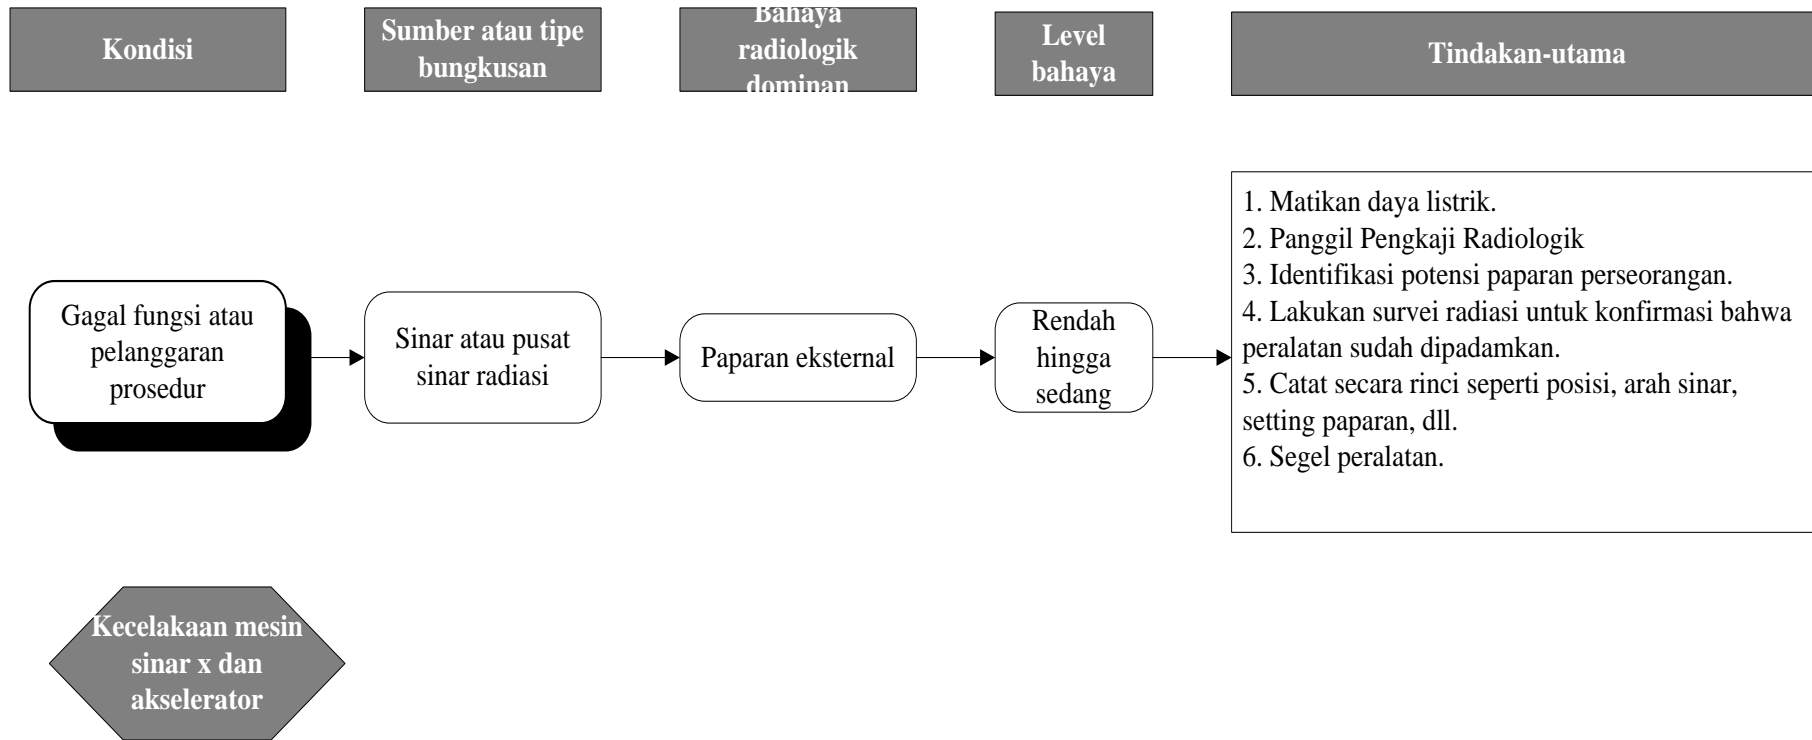 Kondisi
Sumber atau tipe
bungkusan
Bahaya
radiologik
dominan
Level
bahaya
Tindakan-utama
Gagal fungsi atau
pelanggaran
prosedur
Sinar atau pusat
sinar radiasi
Paparan eksternal
Rendah
hingga
sedang
1. Matikan daya listrik.
2. Panggil Pengkaji Radiologik
3. Identifikasi potensi paparan perseorangan.
4. Lakukan survei radiasi untuk konfirmasi bahwa
peralatan sudah dipadamkan.
5. Catat secara rinci seperti posisi, arah sinar,
setting paparan, dll.
6. Segel peralatan.
Kecelakaan mesin
sinar x dan
akselerator